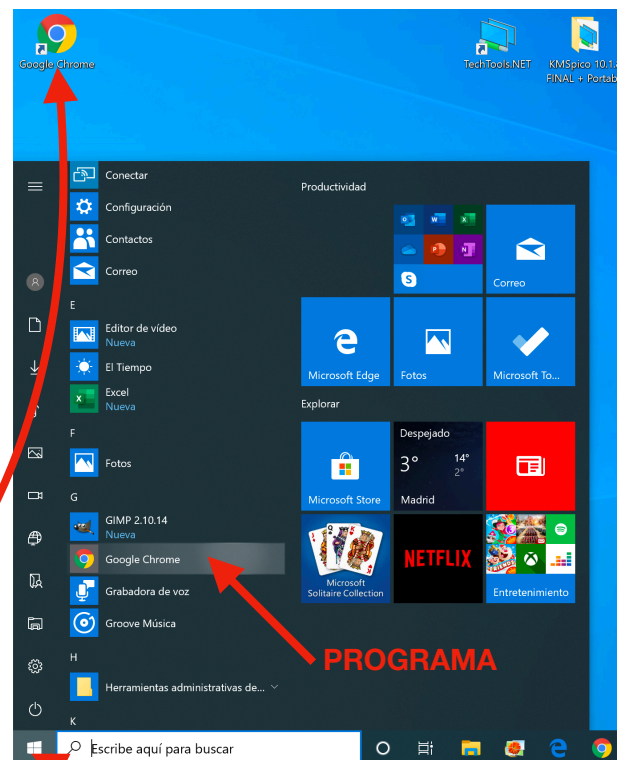 Google Chrome
TechTools.NET
KMSpico 10.1.
FINAL + Portab
Conectar
Configuración
Contactos
Correo
E
Editor de vídeo
Nueva
El Tiempo
Excel
Nueva
F
Fotos
G
GIMP 2.10.14
Nueva
Google Chrome
Grabadora de voz
Groove Música
H
Herramientas administrativas de...
K
Productividad
Correo
Microsoft Edge
Fotos
Microsoft To...
Explorar
Microsoft Store
Despejado
3° 14°
2°
Madrid
Microsoft
Solitaire Collection
NETFLIX
Entretenimiento
PROGRAMA
Escribe aquí para buscar